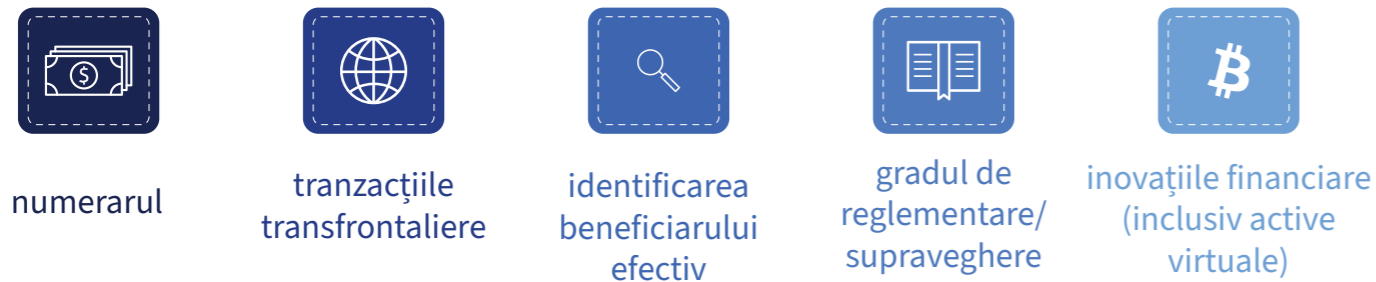 numerarul
tranzacțiile
transfrontaliere
identificarea
beneficiarului
efectiv
gradul de
reglementare/
supraveghere
inovațiile financiare
(inclusiv active
virtuale)